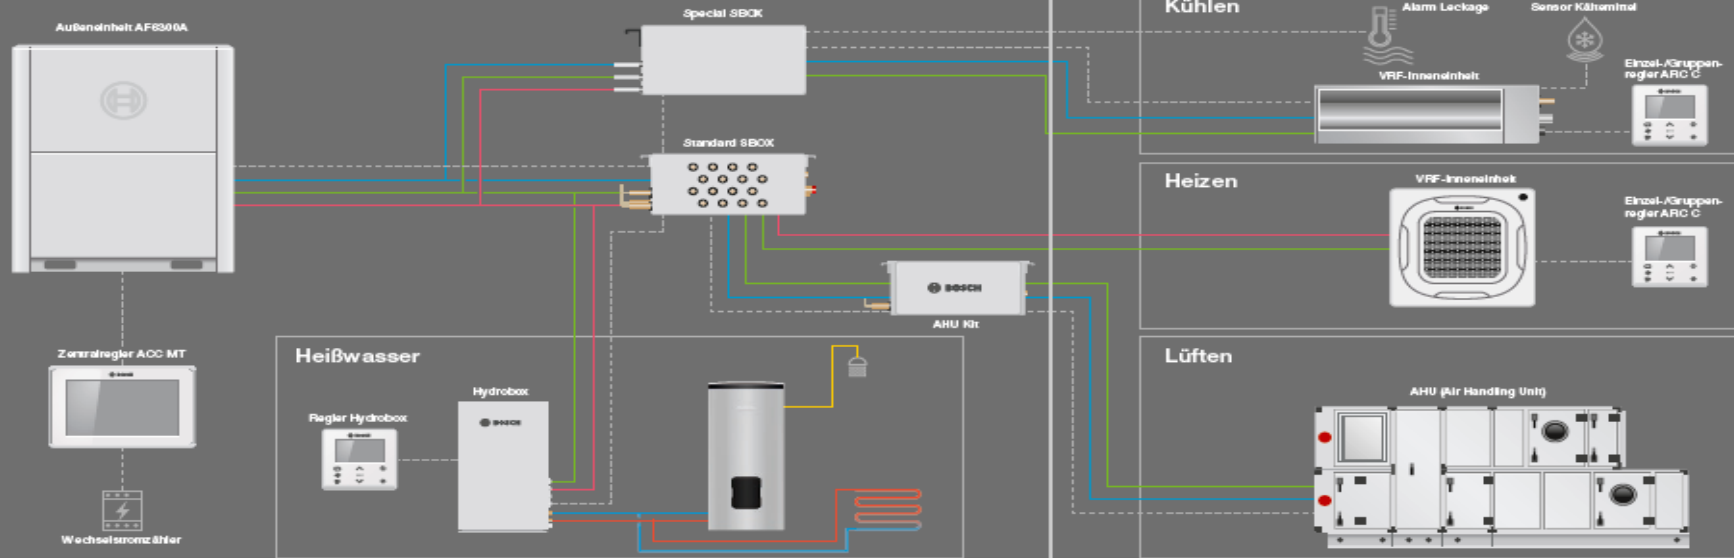 Außeneinheit AF6300A
Special SBOX
Kühlen
Alarm Leckage
Sensor Kältemittel
VRF-Inneneinheit
Einzel-/Gruppen-
regler ARC C
Standard SBOX
Heizen
VRF-Inneneinheit
Einzel-/Gruppen-
regler ARC C
BOSCH
AHU Kit
Zentralregler ACC MT
Heißwasser
Hydrobox
BOSCH
Regler Hydrobox
Lüften
AHU (Air Handling Unit)
Wechselstromzähler